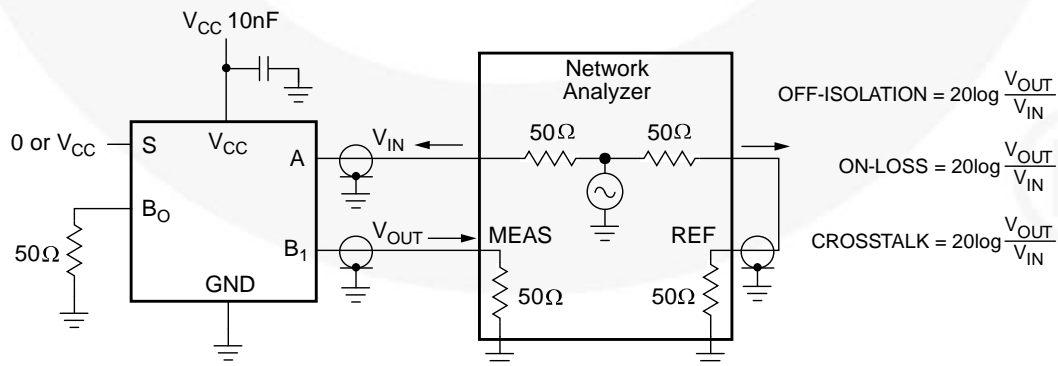 V_CC 10nF
Network
Analyzer
OFF-ISOLATION = 20log V_OUT / V_IN
0 or V_CC
S
V_CC
A
V_IN
50Ω
50Ω
ON-LOSS = 20log V_OUT / V_IN
B_O
50Ω
B_1
V_OUT
MEAS
REF
CROSSTALK = 20log V_OUT / V_IN
GND
50Ω
50Ω